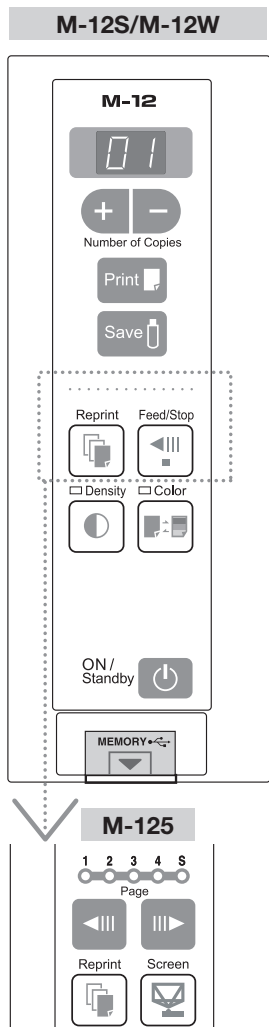 M-12S/M-12W
M-12
01
+ −
Number of Copies
Print
Save
Reprint Feed/Stop
Density Color
ON/
Standby
MEMORY
M-125
1 2 3 4 S
Page
Reprint Screen